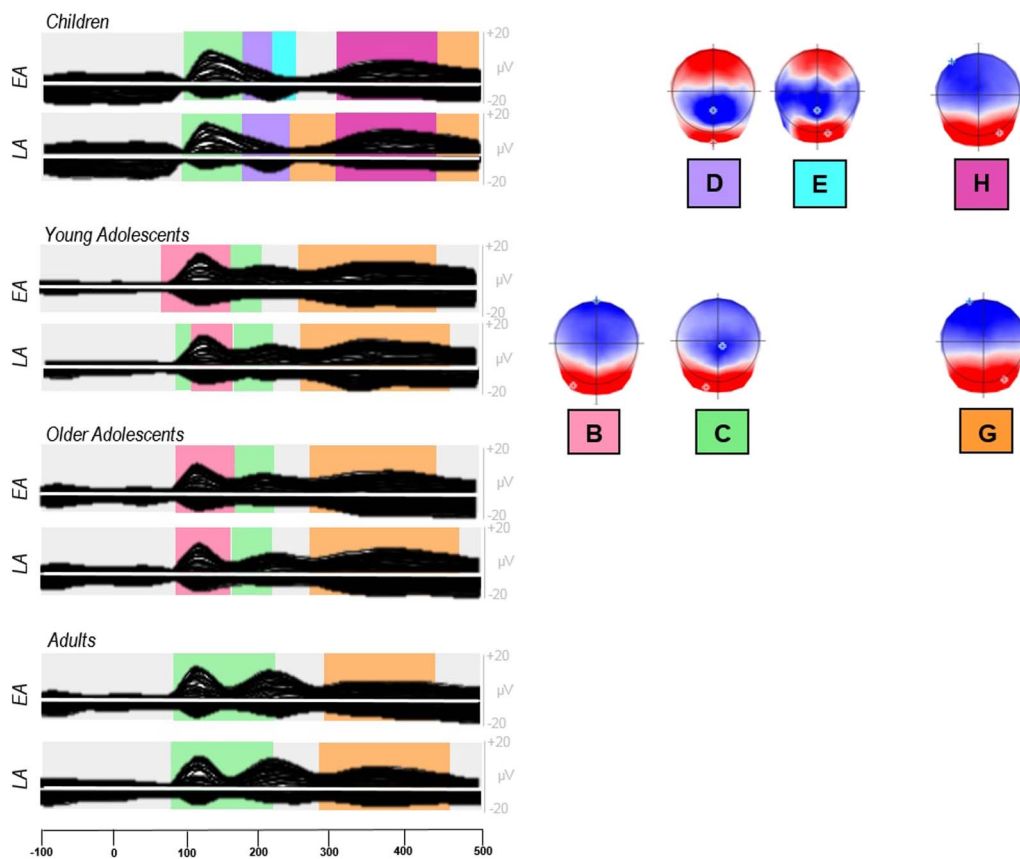 Children
EA
+20
µV
-20
LA
+20
µV
-20
D
E
H
Young Adolescents
EA
+20
µV
-20
LA
+20
µV
-20
B
C
G
Older Adolescents
EA
+20
µV
-20
LA
+20
µV
-20
Adults
EA
+20
µV
-20
LA
+20
µV
-20
-100 0 100 200 300 400 500